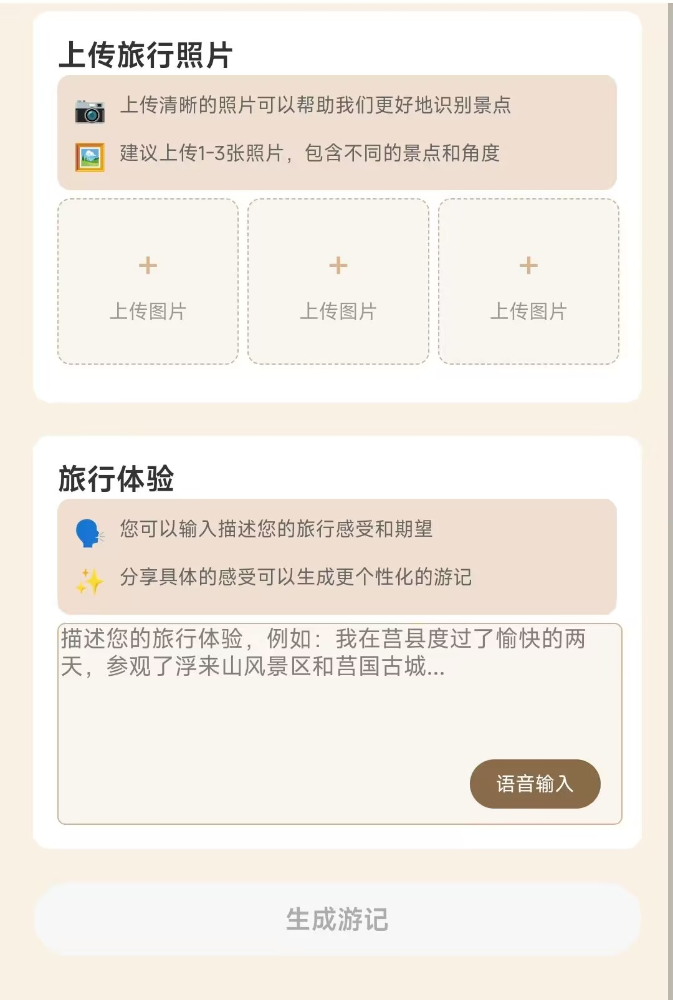 上传旅行照片
上传清晰的照片可以帮助我们更好地识别景点
建议上传1-3张照片，包含不同的景点和角度
+ + +
上传图片 上传图片 上传图片
旅行体验
您可以输入描述您的旅行感受和期望
分享具体的感受可以生成更个性化的游记
描述您的旅行体验，例如：我在莒县度过了愉快的两
天，参观了浮来山风景区和莒国古城...
语音输入
生成游记